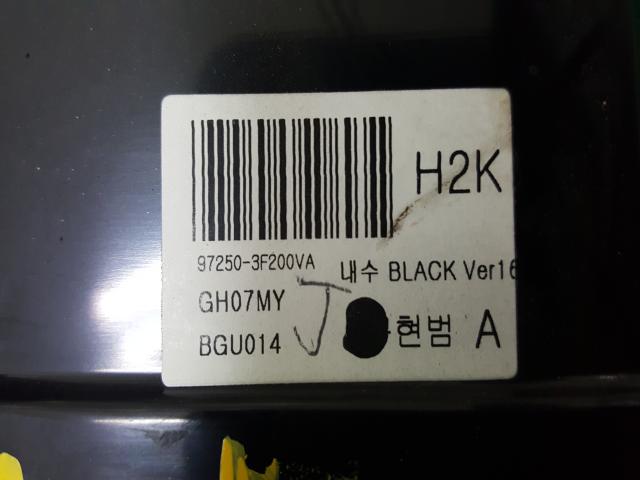 H2K
97250-3F200VA
내수 BLACK Ver16
GH07MY
J
현범 A
BGU014